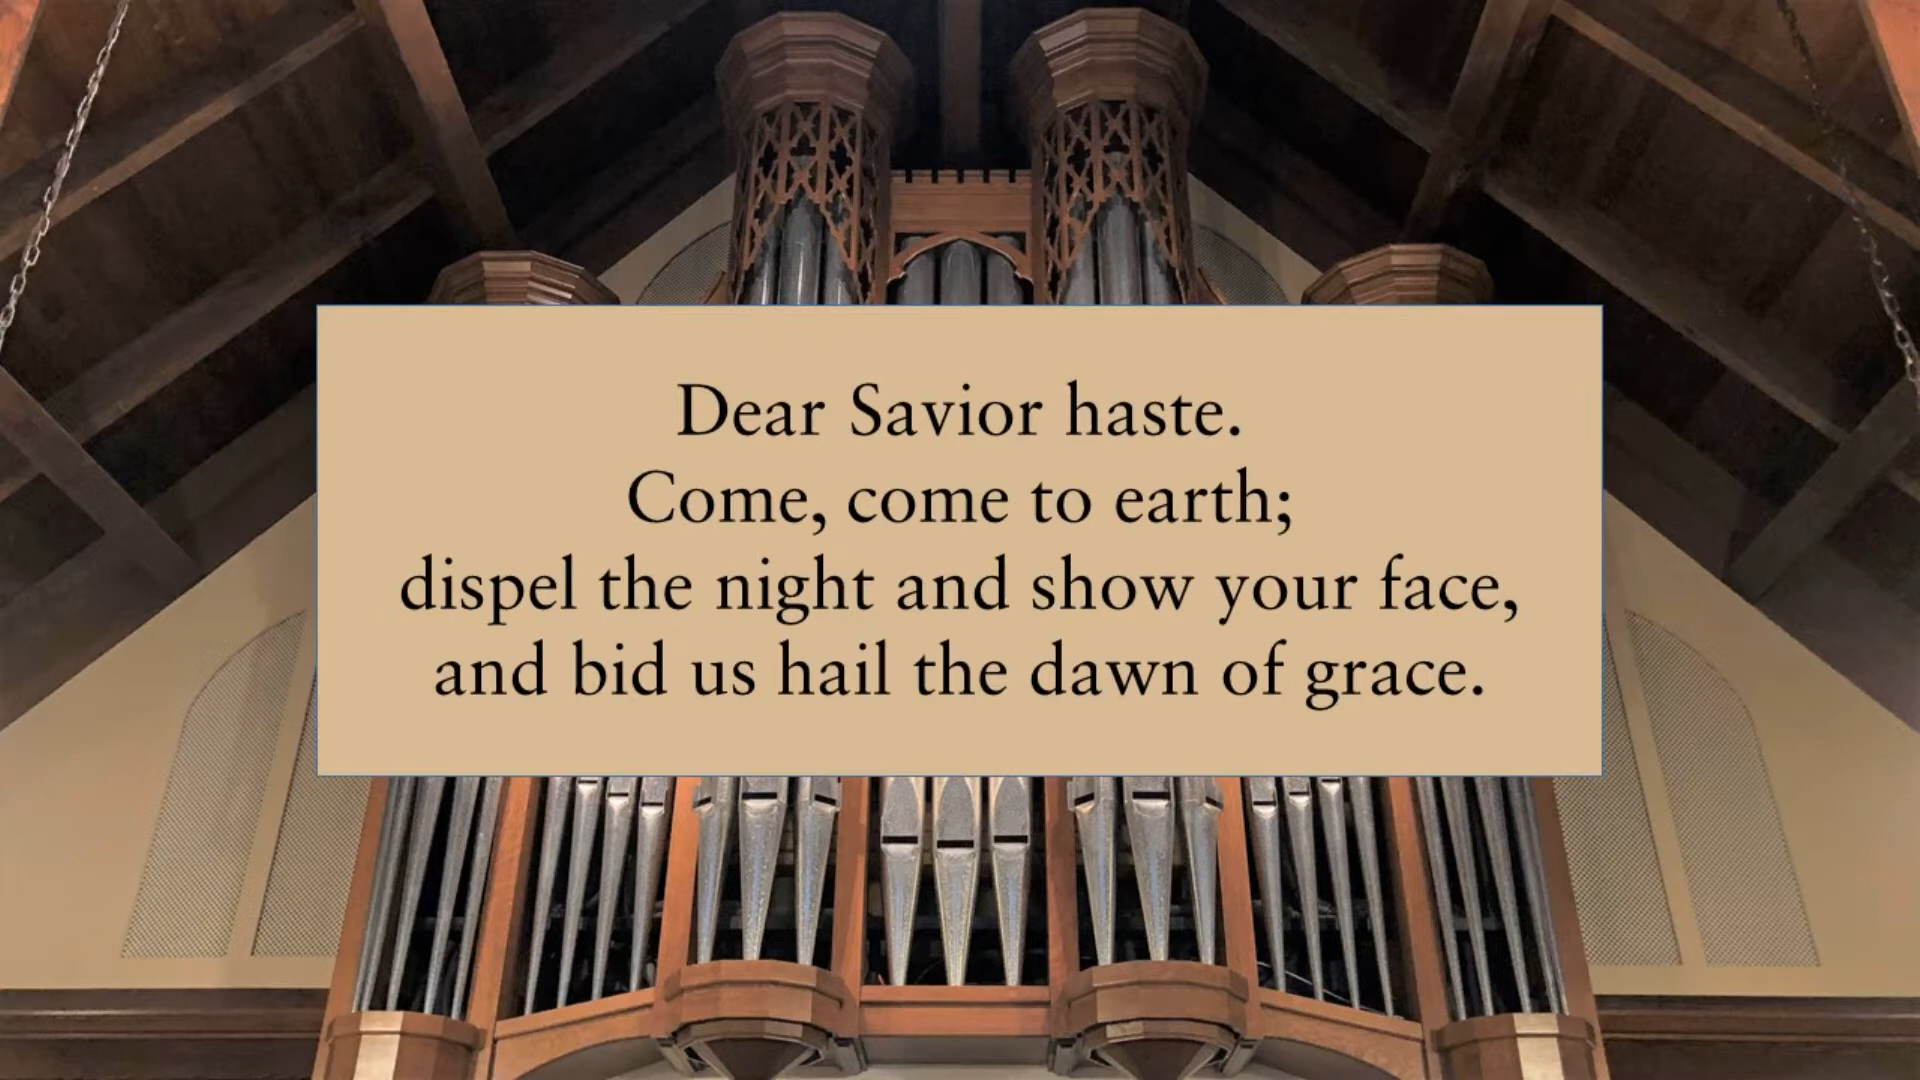 Dear Savior haste.
Come, come to earth;
dispel the night and show your face,
and bid us hail the dawn of grace.